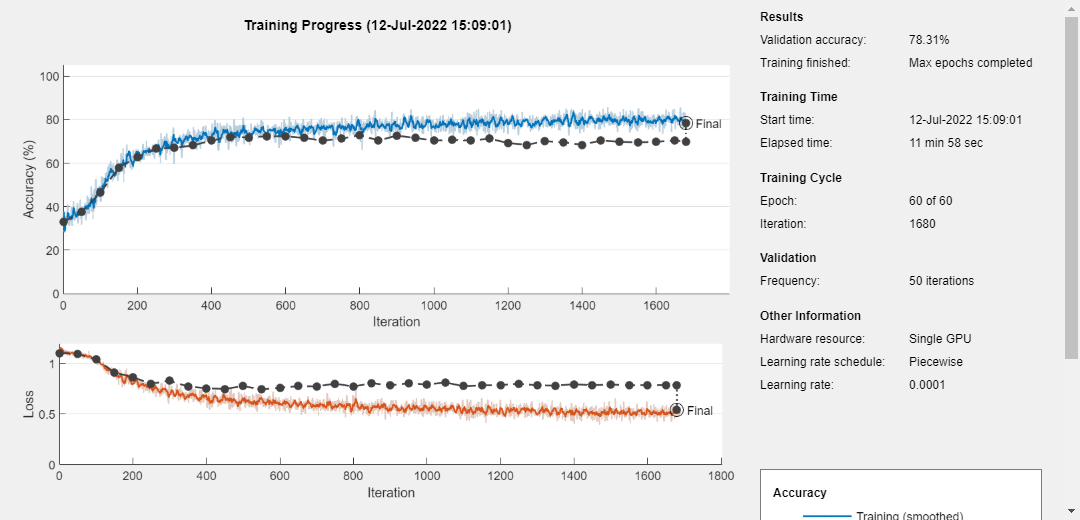 Training Progress (12-Jul-2022 15:09:01)
100
80
60
40
20
0
Accuracy (%)
Final
0 200 400 600 800 1000 1200 1400 1600
Iteration
1
0.5
0
Loss
Final
0 200 400 600 800 1000 1200 1400 1600 1800
Iteration
Results
Validation accuracy: 78.31%
Training finished: Max epochs completed
Training Time
Start time: 12-Jul-2022 15:09:01
Elapsed time: 11 min 58 sec
Training Cycle
Epoch: 60 of 60
Iteration: 1680
Validation
Frequency: 50 iterations
Other Information
Hardware resource: Single GPU
Learning rate schedule: Piecewise
Learning rate: 0.0001
Accuracy
Training (smoothed)